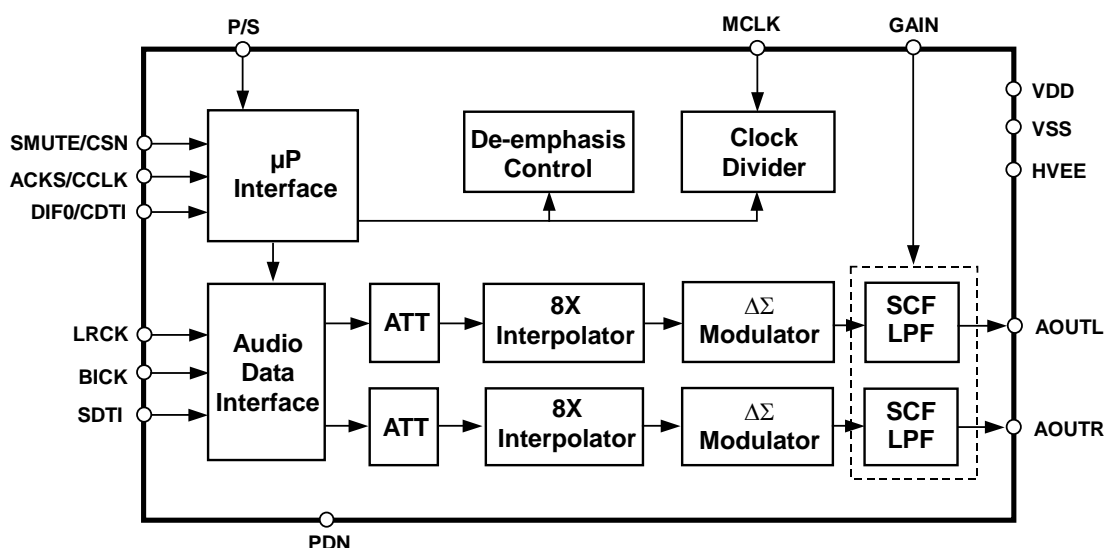 P/S
MCLK
GAIN
VDD
VSS
HVEE
SMUTE/CSN
ACKS/CCLK
DIF0/CDTI
µP
Interface
De-emphasis
Control
Clock
Divider
LRCK
BICK
SDTI
Audio
Data
Interface
ATT
8X
Interpolator
ΔΣ
Modulator
SCF
LPF
AOUTL
ATT
8X
Interpolator
ΔΣ
Modulator
SCF
LPF
AOUTR
PDN